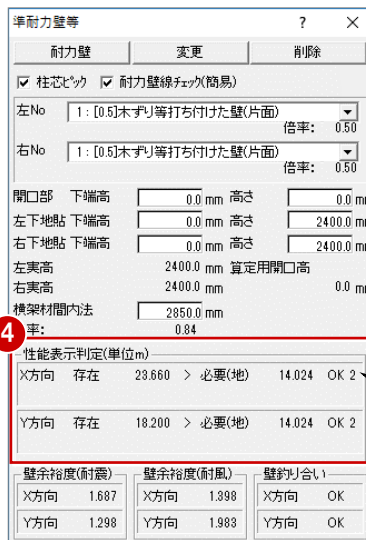 準耐力壁等 ? ×
耐力壁 変更 削除
柱芯ピック 耐力壁線チェック(簡易)
左No 1 : [0.5]木ずり等打ち付けた壁(片面)
倍率: 0.50
右No 1 : [0.5]木ずり等打ち付けた壁(片面)
倍率: 0.50
開口部 下端高 0.0 mm 高さ 0.0 mm
左下地貼 下端高 0.0 mm 高さ 2400.0 mm
右下地貼 下端高 0.0 mm 高さ 2400.0 mm
左実高 2400.0 mm 算定用開口高
右実高 2400.0 mm 0.0 mm
横架材間内法 2850.0 mm
4 率: 0.84
性能表示判定(単位m)
X方向 存在 23.660 > 必要(地) 14.024 OK 2
Y方向 存在 18.200 > 必要(地) 14.024 OK 2
壁余裕度(耐震) 壁余裕度(耐風) 壁釣り合い
X方向 1.687 X方向 1.398 X方向 OK
Y方向 1.298 Y方向 1.983 Y方向 OK